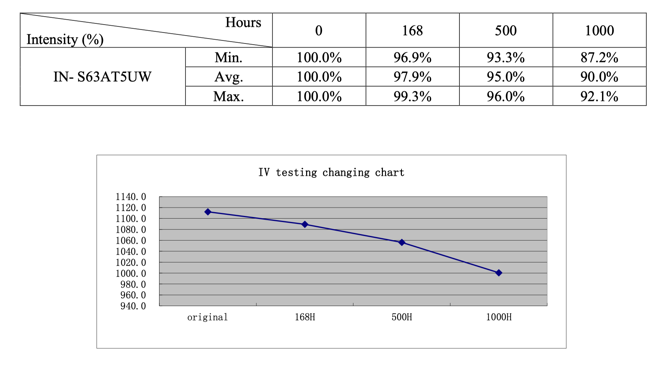 Hours
Intensity (%)
0 168 500 1000
IN- S63AT5UW
Min. 100.0% 96.9% 93.3% 87.2%
Avg. 100.0% 97.9% 95.0% 90.0%
Max. 100.0% 99.3% 96.0% 92.1%
IV testing changing chart
1140.0
1120.0
1100.0
1080.0
1060.0
1040.0
1020.0
1000.0
980.0
960.0
940.0
original 168H 500H 1000H